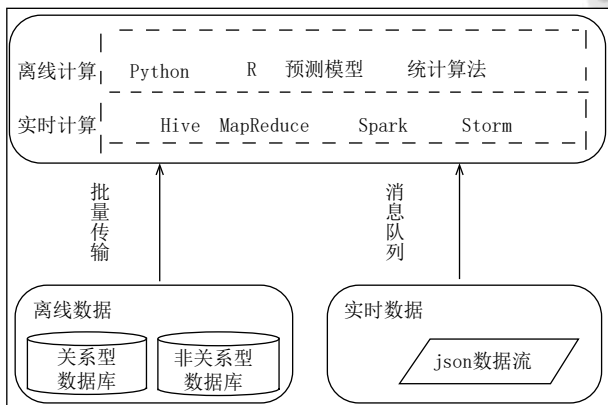 离线计算 Python R 预测模型 统计算法
实时计算 Hive MapReduce Spark Storm
批量传输
消息队列
离线数据
关系型
数据库
非关系型
数据库
实时数据
json数据流